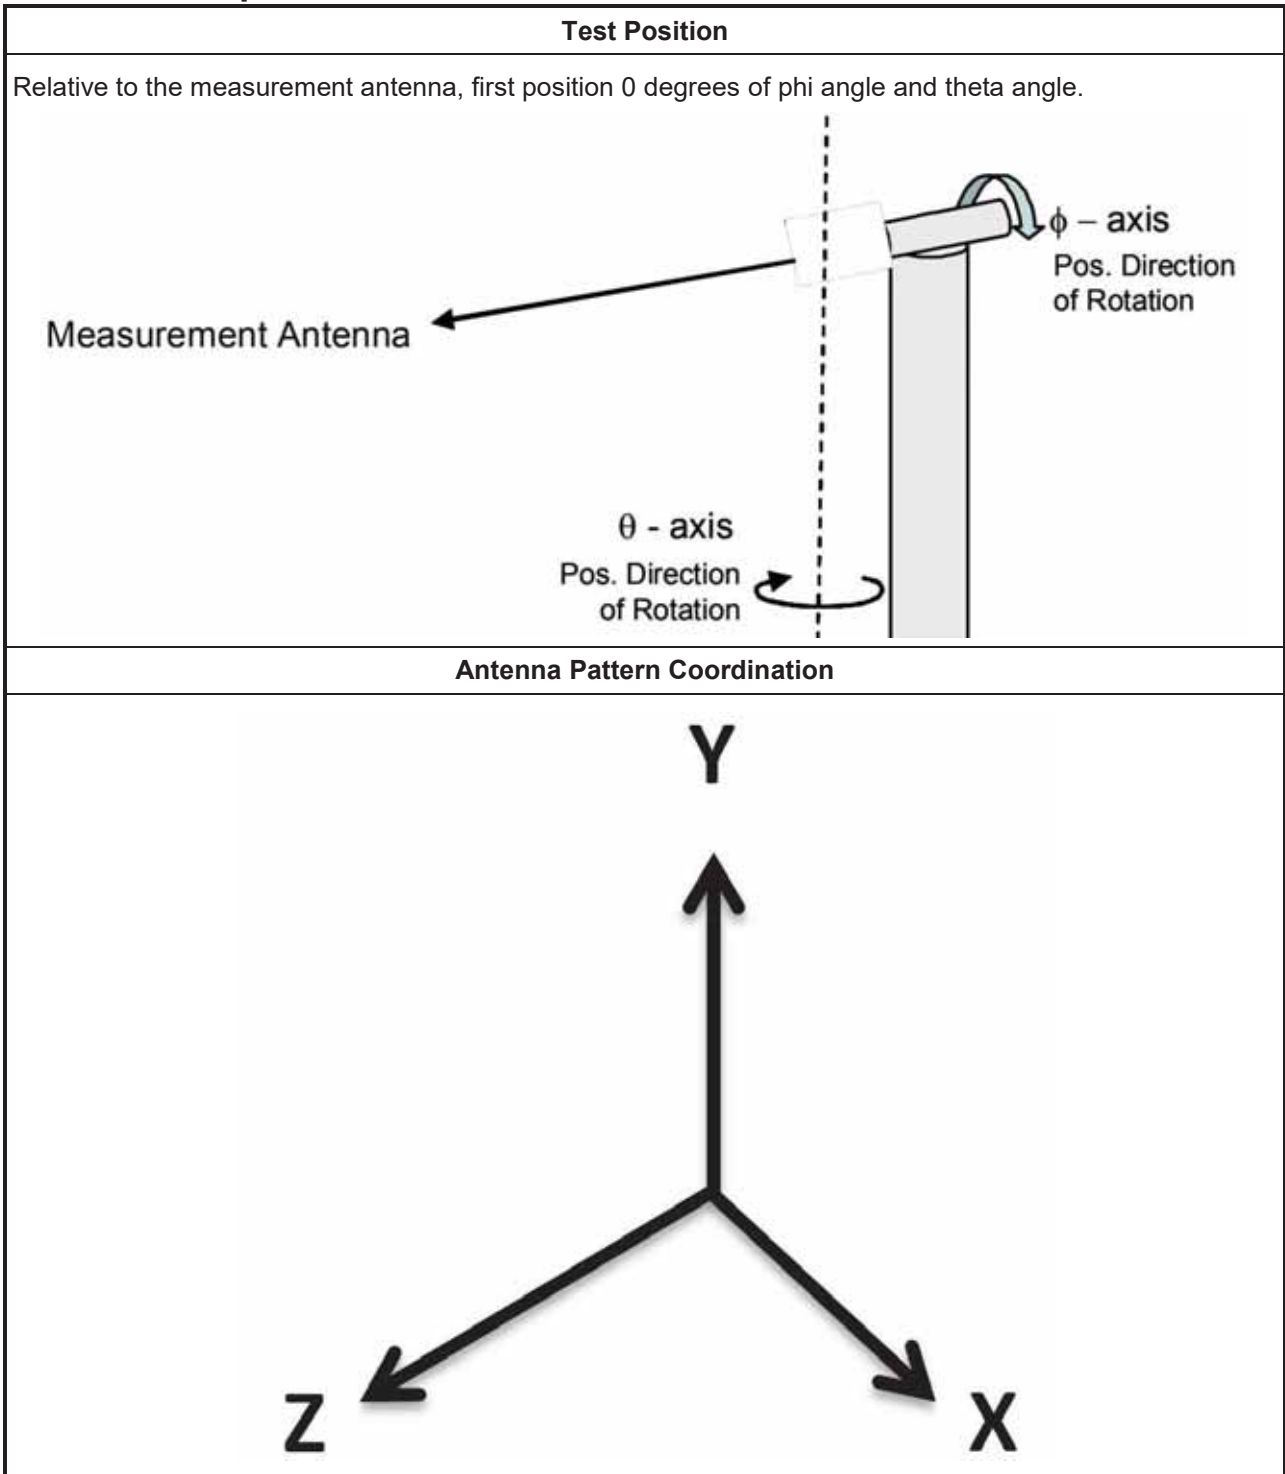 Test Position
Relative to the measurement antenna, first position 0 degrees of phi angle and theta angle.
ϕ – axis
Pos. Direction
of Rotation
Measurement Antenna
θ - axis
Pos. Direction
of Rotation
Antenna Pattern Coordination
Y
Z
X